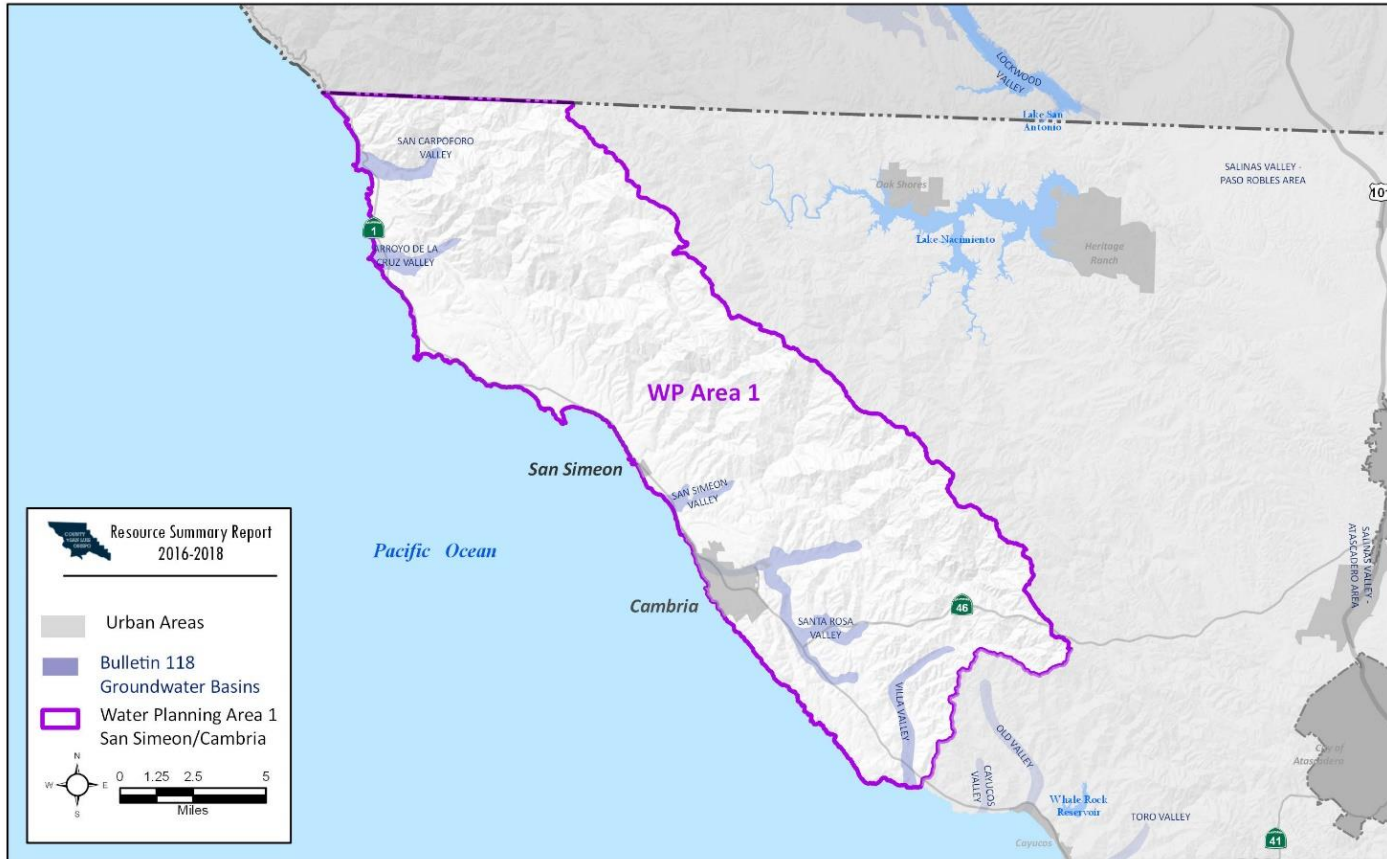 LOCKWOOD
VALLEY
Lake San
Antonio
SAN CARPOFORO
VALLEY
SALINAS VALLEY -
PASO ROBLES AREA
101
Oak Shores
1
ARROYO DE LA
CRUZ VALLEY
Lake Nacimiento
Heritage
Ranch
WP Area 1
San Simeon
SAN SIMEON
VALLEY
Pacific Ocean
Cambria
46
SANTA ROSA
VALLEY
SALINAS VALLEY -
ATASCADERO AREA
VILLA VALLEY
OLD VALLEY
CAYUCOS
VALLEY
City of
Atascadero
Whale Rock
Reservoir
TORO VALLEY
Cayucos
41
COUNTY
OBISPO
Resource Summary Report
2016-2018
Urban Areas
Bulletin 118
Groundwater Basins
Water Planning Area 1
San Simeon/Cambria
N
W E
S
0 1.25 2.5 5
Miles